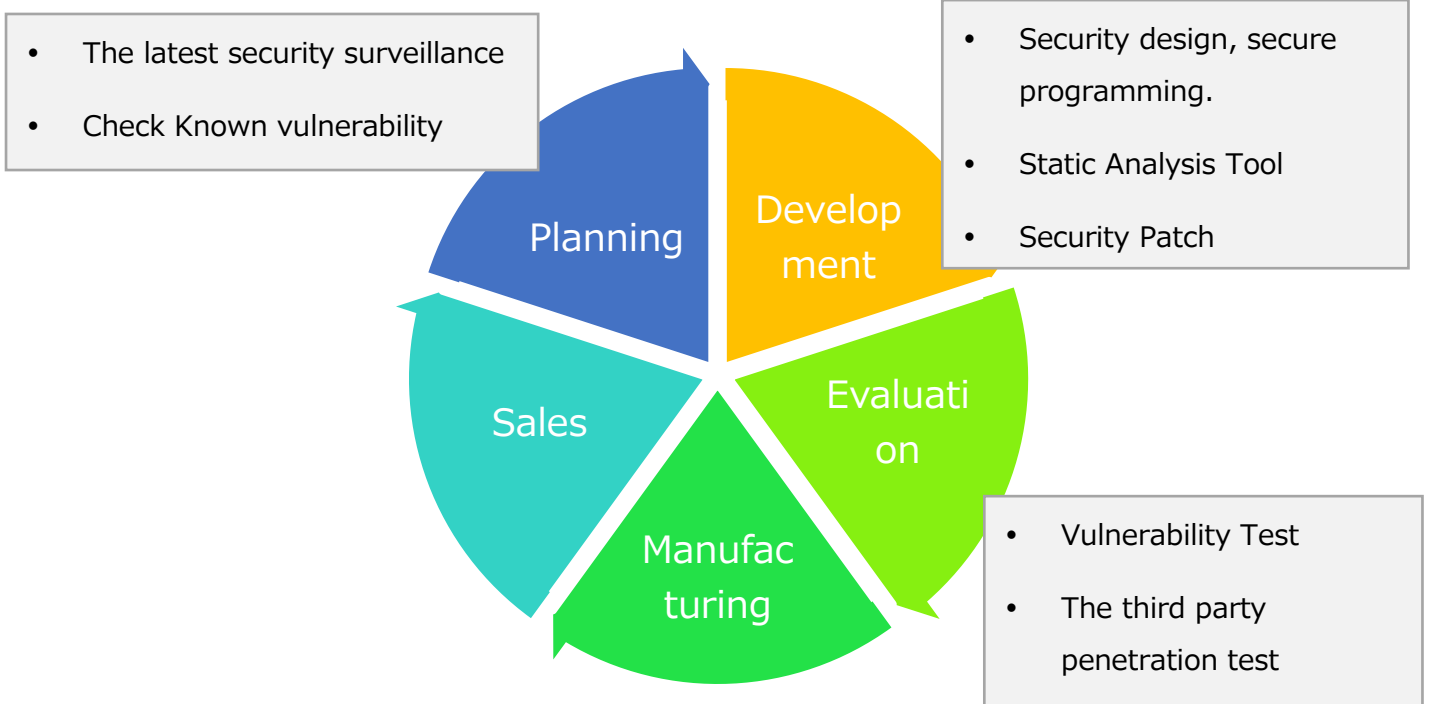 • The latest security surveillance
• Check Known vulnerability
• Security design, secure
programming.
• Static Analysis Tool
• Security Patch
Planning
Develop
ment
Sales
Evaluati
on
Manufac
turing
• Vulnerability Test
• The third party
penetration test